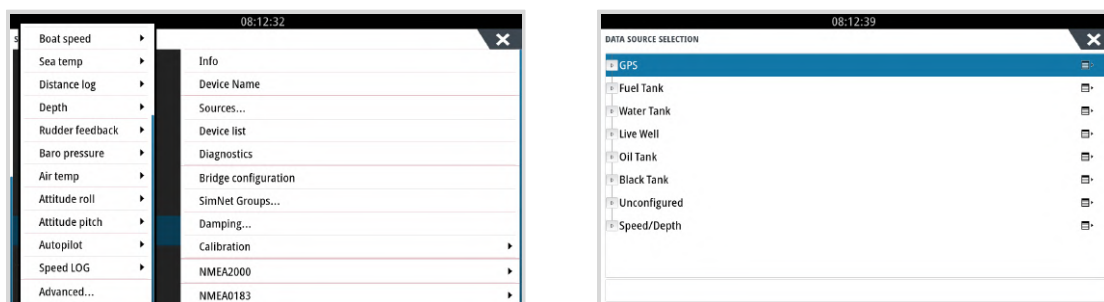 08:12:32
S
Boat speed
Sea temp
Distance log
Depth
Rudder feedback
Baro pressure
Air temp
Attitude roll
Attitude pitch
Autopilot
Speed LOG
Advanced...
Info
Device Name
Sources...
Device list
Diagnostics
Bridge configuration
SimNet Groups...
Damping...
Calibration
NMEA2000
NMEA0183
08:12:39
DATA SOURCE SELECTION
GPS
Fuel Tank
Water Tank
Live Well
Oil Tank
Black Tank
Unconfigured
Speed/Depth